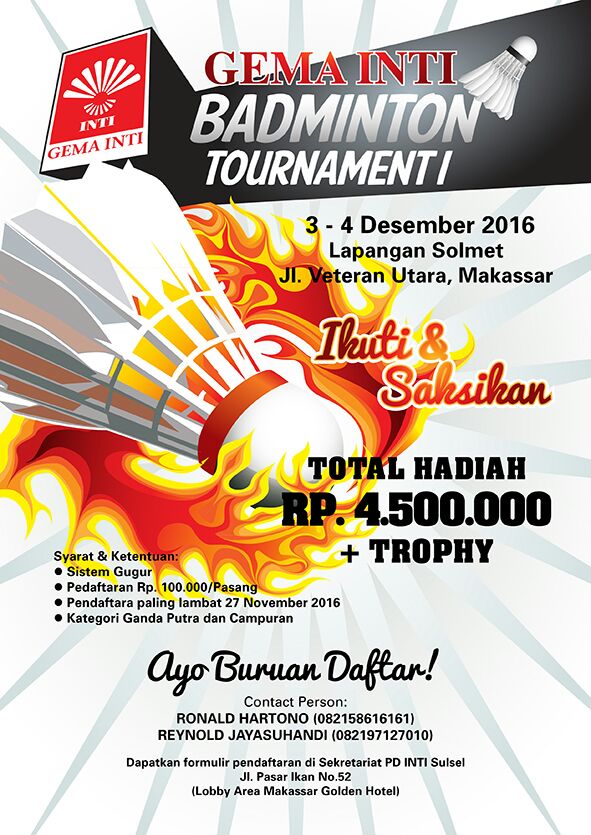 INTI
GEMA INTI
GEMA INTI
BADMINTON
TOURNAMENT I
3 - 4 Desember 2016
Lapangan Solmet
Jl. Veteran Utara, Makassar
Ikuti &
Saksikan
TOTAL HADIAH
RP. 4.500.000
+ TROPHY
Syarat & Ketentuan:
● Sistem Gugur
● Pedaftaran Rp. 100.000/Pasang
● Pendaftara paling lambat 27 November 2016
● Kategori Ganda Putra dan Campuran
Ayo Buruan Daftar!
Contact Person:
RONALD HARTONO (082158616161)
REYNOLD JAYASUHANDI (082197127010)
Dapatkan formulir pendaftaran di Sekretariat PD INTI Sulsel
Jl. Pasar Ikan No.52
(Lobby Area Makassar Golden Hotel)